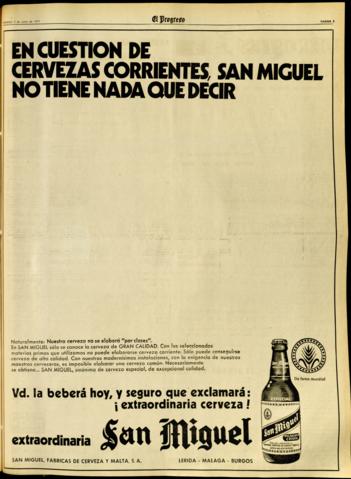 El Progreso
EN CUESTION DE
CERVEZAS CORRIENTES, SAN MIGUEL
NO TIENE NADA QUE DECIR
Naturalmente: Nuestra cerveza no se elabora "por clases".
En SAN MIGUEL sólo se conoce la cerveza de GRAN CALIDAD. Con las seleccionadas
materias primas que utilizamos no puede elaborarse cerveza corriente. Sólo puede conseguirse
cerveza de alta calidad. Con nuestras modernísimas instalaciones, con la exigencia de nuestros
maestros cerveceros, es imposible elaborar una cerveza común. Necesariamente
se obtiene... SAN MIGUEL, ¡cerveza especial, de excepcional calidad.
De fama mundial
Vd. la beberá hoy, y seguro que exclamará:
¡ extraordinaria cerveza !
extraordinaria San Miguel
ESPECIAL
San Miguel
SAN MIGUEL, FABRICAS DE CERVEZA Y MALTA, S. A. LERIDA - MALAGA - BURGOS